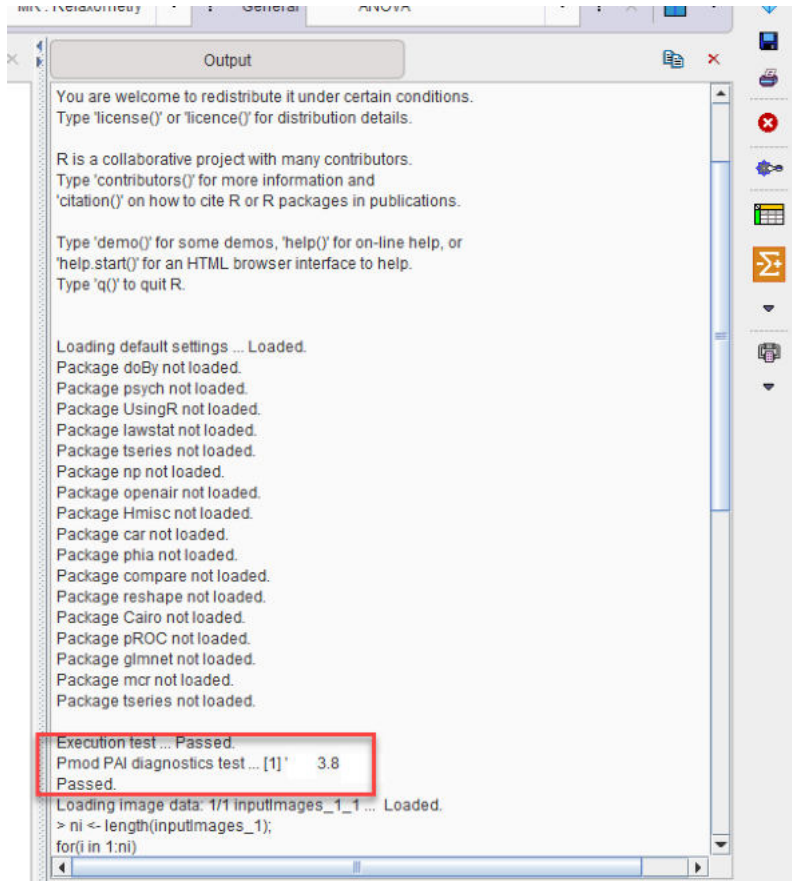 MR : Relaxometry General ANOVA
Output
You are welcome to redistribute it under certain conditions.
Type 'license()' or 'licence()' for distribution details.
R is a collaborative project with many contributors.
Type 'contributors()' for more information and
'citation()' on how to cite R or R packages in publications.
Type 'demo()' for some demos, 'help()' for on-line help, or
'help.start()' for an HTML browser interface to help.
Type 'q()' to quit R.
Loading default settings ... Loaded.
Package doBy not loaded.
Package psych not loaded.
Package UsingR not loaded.
Package lawstat not loaded.
Package tseries not loaded.
Package np not loaded.
Package openair not loaded.
Package Hmisc not loaded.
Package car not loaded.
Package phia not loaded.
Package compare not loaded.
Package reshape not loaded.
Package Cairo not loaded.
Package pROC not loaded.
Package glmnet not loaded.
Package mcr not loaded.
Package tseries not loaded.
Execution test ... Passed.
Pmod PAI diagnostics test ... [1] ' 3.8
Passed.
Loading image data: 1/1 inputImages_1_1 ... Loaded.
> ni <- length(inputImages_1);
for(i in 1:ni)